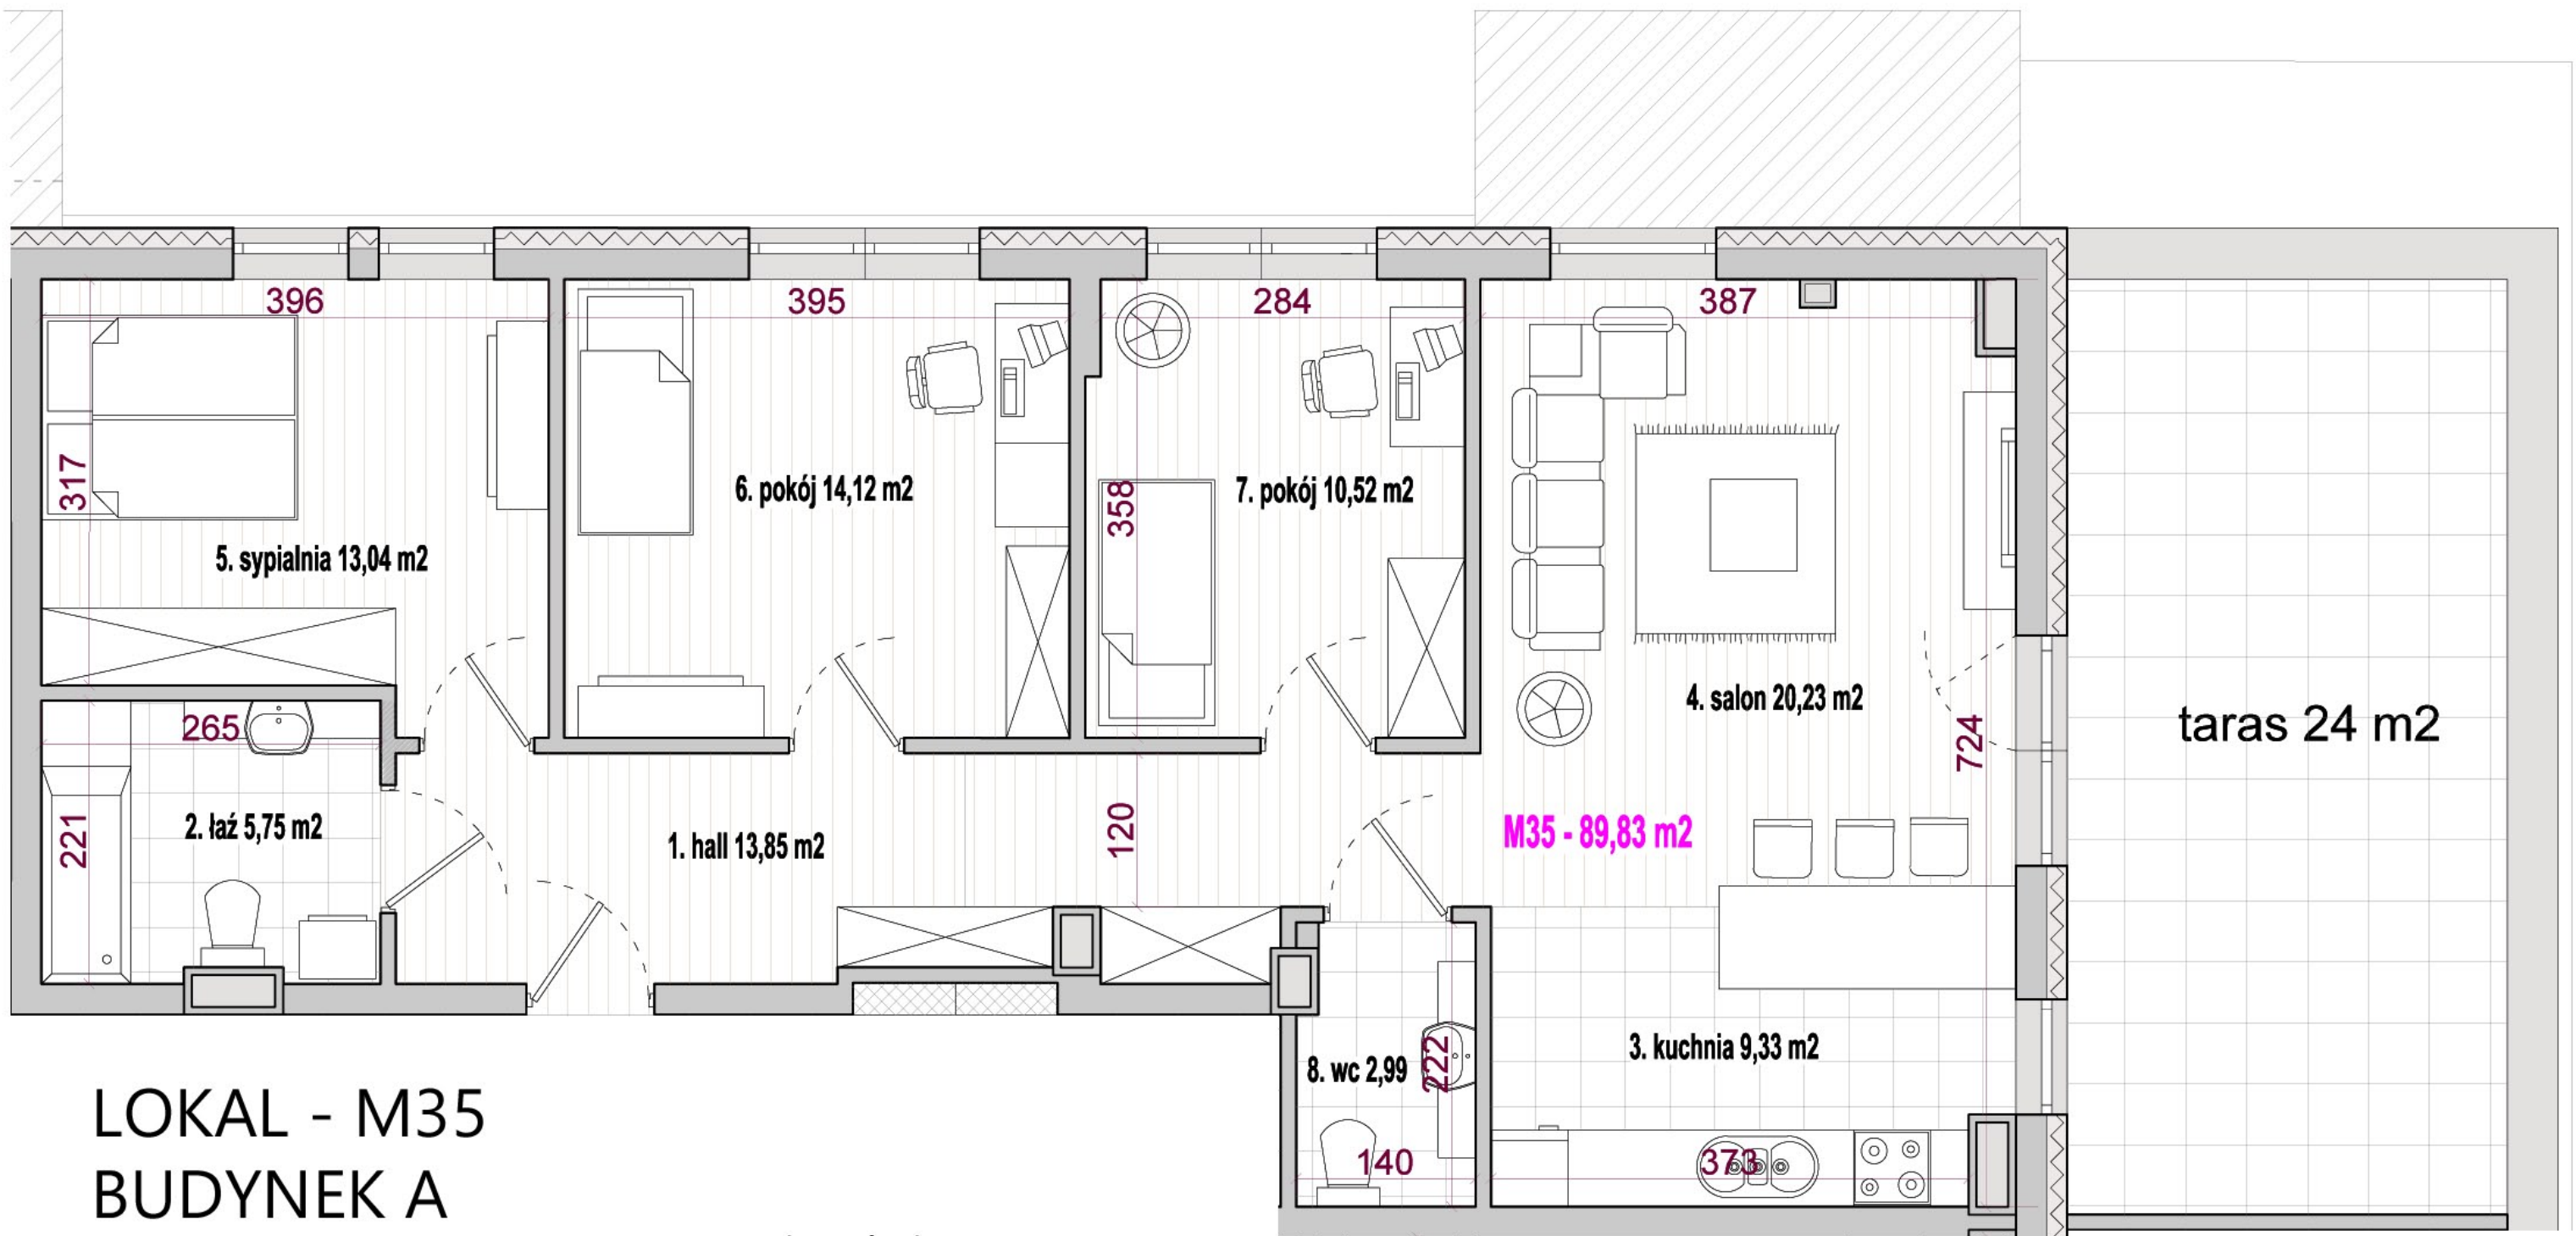 396
395
284
387
317
358
6. pokój 14,12 m2
7. pokój 10,52 m2
5. sypialnia 13,04 m2
4. salon 20,23 m2
taras 24 m2
265
724
221
2. łaź 5,75 m2
1. hall 13,85 m2
120
M35 - 89,83 m2
8. wc 2,99
222
3. kuchnia 9,33 m2
140
373
LOKAL - M35
BUDYNEK A